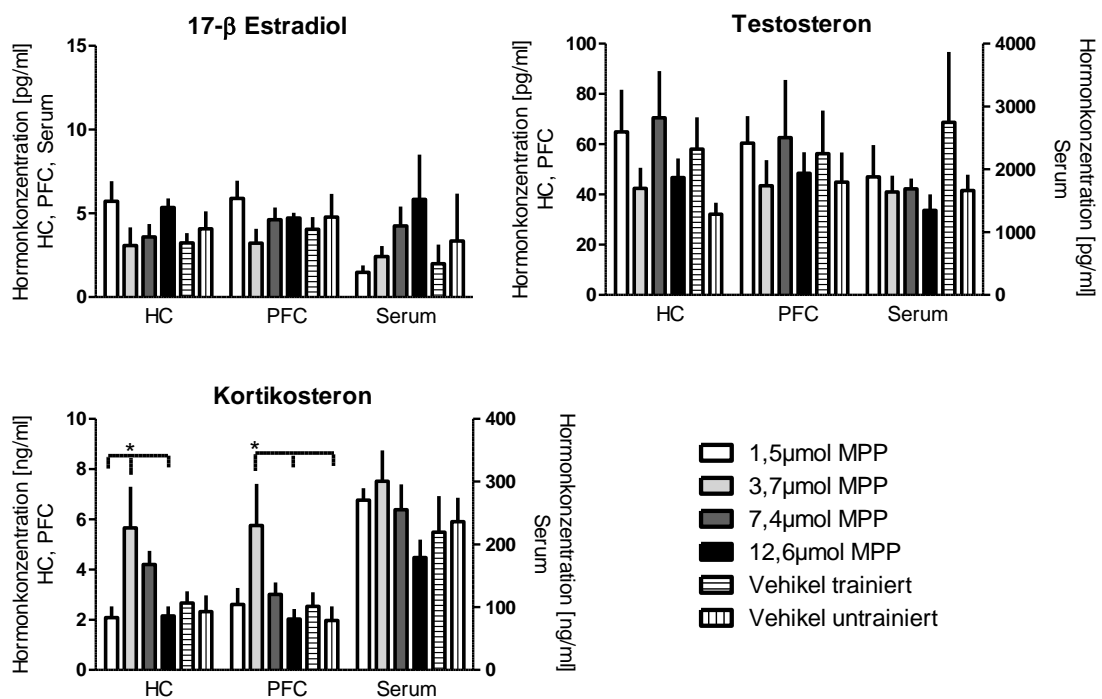 17-β Estradiol
Hormonkonzentration [pg/ml]
HC, PFC, Serum
15
10
5
0
HC PFC Serum
Testosteron
Hormonkonzentration [pg/ml]
HC, PFC
100
80
60
40
20
0
HC PFC Serum
4000
3000
2000
1000
0
Hormonkonzentration [pg/ml]
Serum
Kortikosteron
Hormonkonzentration [ng/ml]
HC, PFC
10
8
6
4
2
0
* *
HC PFC Serum
400
300
200
100
0
Hormonkonzentration [ng/ml]
Serum
1,5µmol MPP
3,7µmol MPP
7,4µmol MPP
12,6µmol MPP
Vehikel trainiert
Vehikel untrainiert